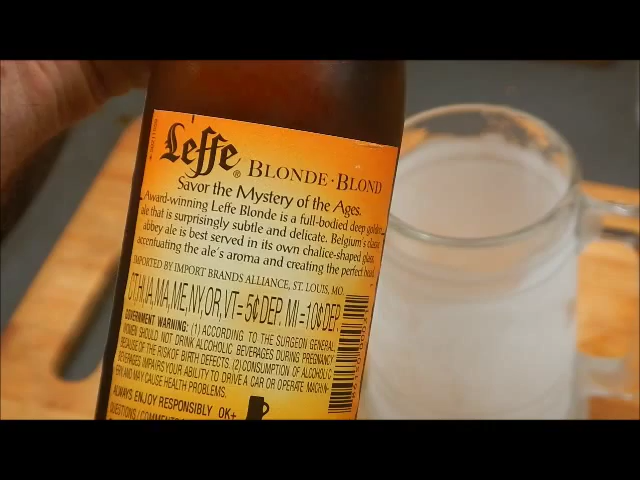 Leffe® BLONDE·BLOND
Savor the Mystery of the Ages.
Award-winning Leffe Blonde is a full-bodied deep golden
ale that is surprisingly subtle and delicate. Belgium's classic
abbey ale is best served in its own chalice-shaped glass,
accenfuating the ale's aroma and creating the perfect head.
IMPORTED BY IMPORT BRANDS ALLIANCE, ST. LOUIS, MO.
CT,HI,IA,MA,ME,NY,OR,VT=5¢ DEP. MI=10¢ DEP.
GOVERNMENT WARNING: (1) ACCORDING TO THE SURGEON GENERAL,
WOMEN SHOULD NOT DRINK ALCOHOLIC BEVERAGES DURING PREGNANCY
BECAUSE OF THE RISK OF BIRTH DEFECTS. (2) CONSUMPTION OF ALCOHOLIC
BEVERAGES IMPAIRS YOUR ABILITY TO DRIVE A CAR OR OPERATE MACHIN-
ERY, AND MAY CAUSE HEALTH PROBLEMS.
ALWAYS ENJOY RESPONSIBLY OK+
QUESTIONS / COMMENTS